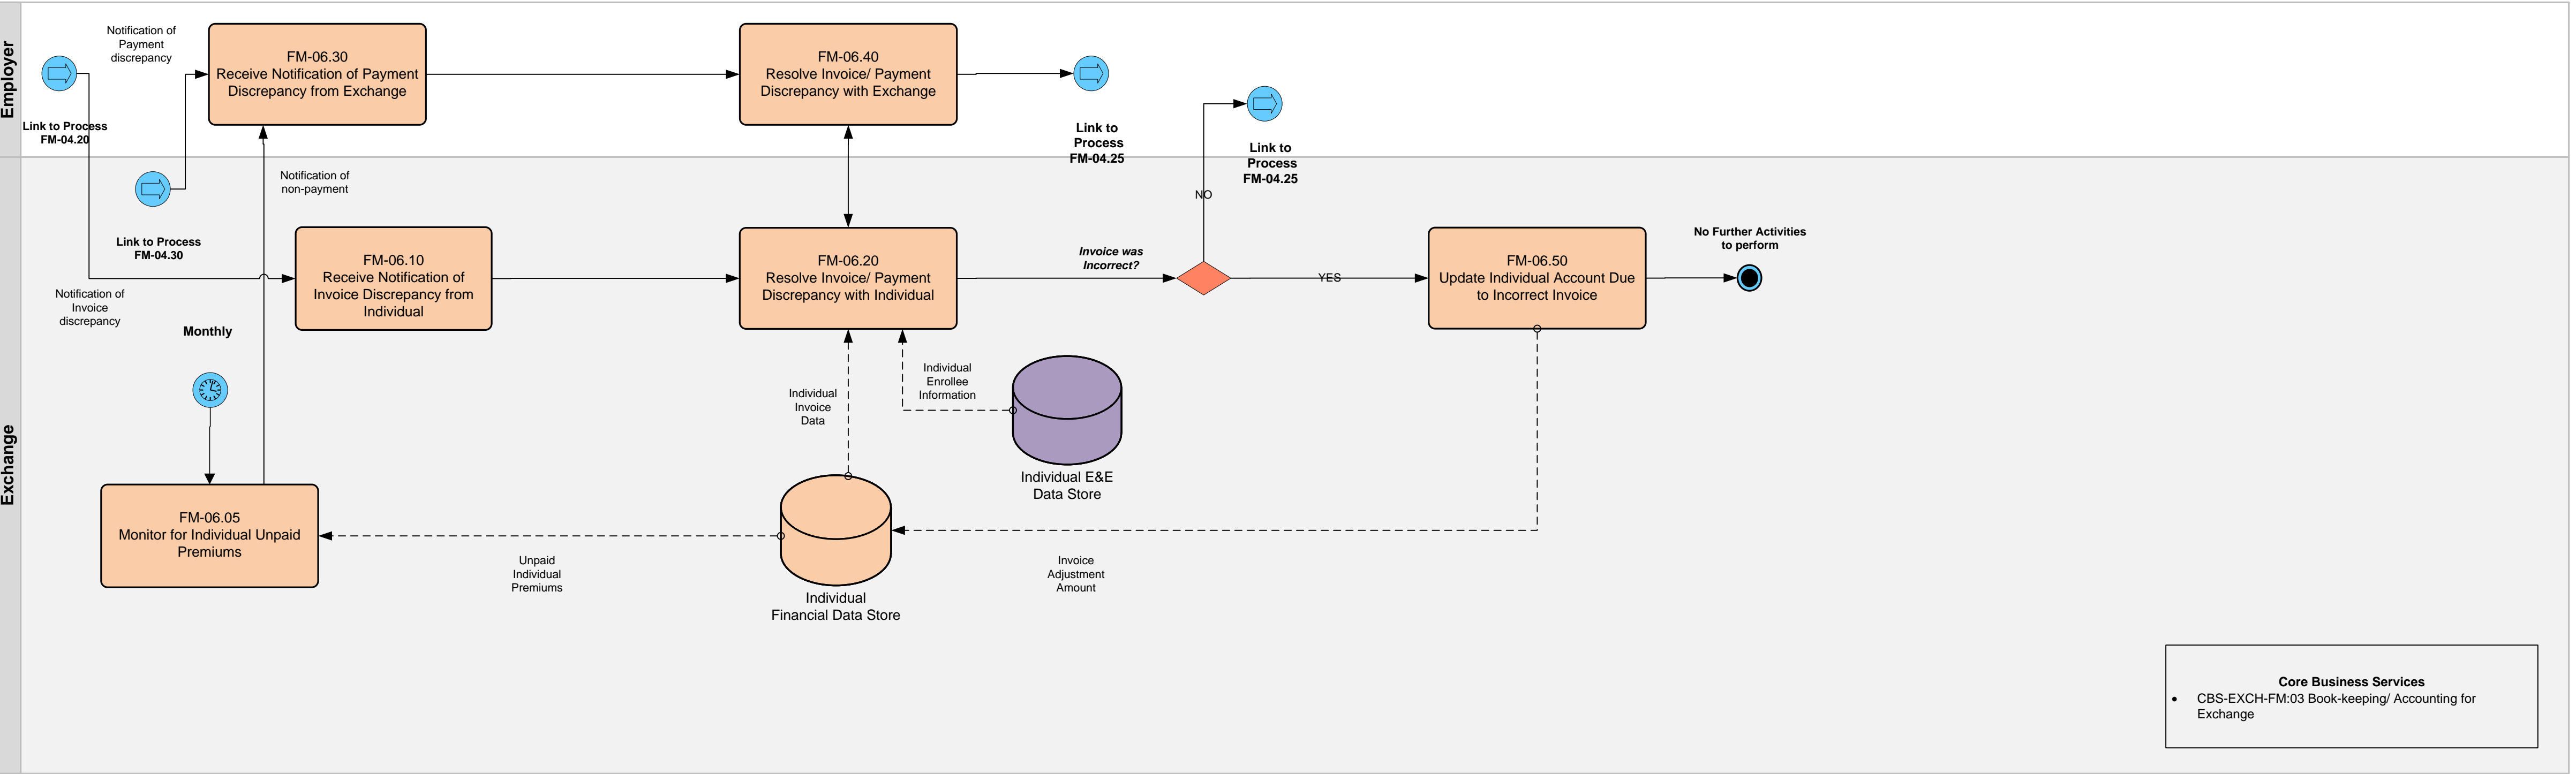 Employer
Notification of
Payment
discrepancy
Link to Process
FM-04.20
FM-06.30
Receive Notification of Payment
Discrepancy from Exchange
FM-06.40
Resolve Invoice/ Payment
Discrepancy with Exchange
Link to
Process
FM-04.25
Link to
Process
FM-04.25
Exchange
Notification of
non-payment
NO
Link to Process
FM-04.30
FM-06.10
Receive Notification of
Invoice Discrepancy from
Individual
FM-06.20
Resolve Invoice/ Payment
Discrepancy with Individual
Invoice was
Incorrect?
YES
FM-06.50
Update Individual Account Due
to Incorrect Invoice
No Further Activities
to perform
Notification of
Invoice
discrepancy
Monthly
Individual
Invoice
Data
Individual
Enrollee
Information
Individual E&E
Data Store
FM-06.05
Monitor for Individual Unpaid
Premiums
Unpaid
Individual
Premiums
Individual
Financial Data Store
Invoice
Adjustment
Amount
Core Business Services
• CBS-EXCH-FM:03 Book-keeping/ Accounting for
Exchange